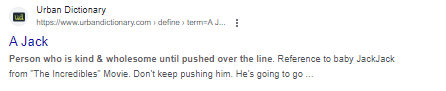 ud
Urban Dictionary
https://www.urbandictionary.com › define › term=A J...
A Jack
Person who is kind & wholesome until pushed over the line. Reference to baby JackJack
from "The Incredibles" Movie. Don't keep pushing him. He's going to go ...